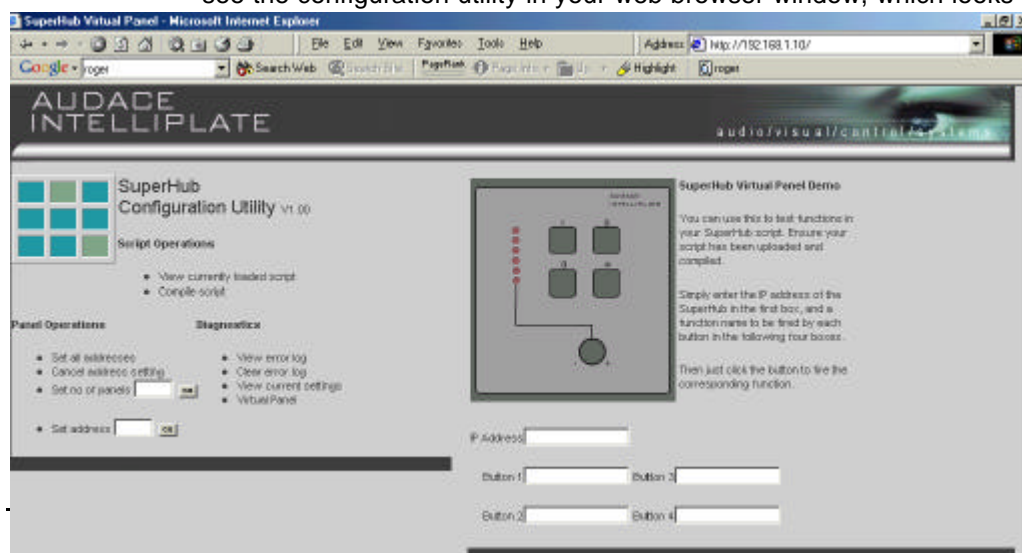 see the configuration utility in your web browser window, which looks
SuperHub Virtual Panel - Microsoft Internet Explorer
File Edit View Favorites Tools Help
Address http://192.168.1.10/
Google roger Search Web PageRank Highlight roger
AUDACE
INTELLIPLATE
audio/visual/control/systems
SuperHub
Configuration Utility V1.00
Script Operations
View currently loaded script
Compile script
Panel Operations
Set all addresses
Cancel address setting
Set no of panels
Set address
Diagnostics
View error log
Clear error log
View current settings
Virtual Panel
AUDACE
INTELLIPLATE
SuperHub Virtual Panel Demo
You can use this to test functions in
your SuperHub script. Ensure your
script has been uploaded and
compiled.
Simply enter the IP address of the
SuperHub in the first box, and a
function name to be fired by each
button in the following four boxes.
Then just click the button to fire the
corresponding function.
IP Address
Button 1 Button 3
Button 2 Button 4